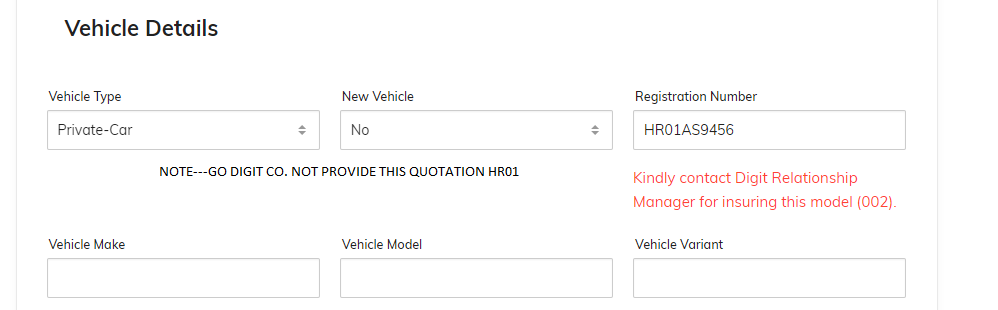 Vehicle Details
Vehicle Type
New Vehicle
Registration Number
Private-Car
No
HR01AS9456
NOTE---GO DIGIT CO. NOT PROVIDE THIS QUOTATION HR01
Kindly contact Digit Relationship
Manager for insuring this model (002).
Vehicle Make
Vehicle Model
Vehicle Variant